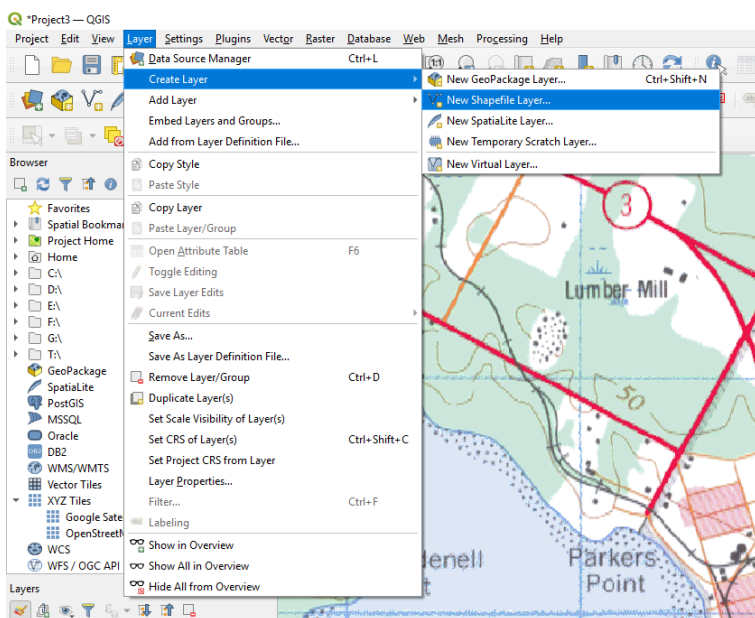 *Project3 — QGIS
Project Edit View Layer Settings Plugins Vector Raster Database Web Mesh Processing Help
Data Source Manager Ctrl+L
Create Layer
New GeoPackage Layer... Ctrl+Shift+N
Add Layer
New Shapefile Layer...
Embed Layers and Groups...
New SpatiaLite Layer...
Add from Layer Definition File...
New Temporary Scratch Layer...
Copy Style
New Virtual Layer...
Paste Style
Copy Layer
Paste Layer/Group
Open Attribute Table F6
Toggle Editing
Save Layer Edits
Current Edits
Save As...
Save As Layer Definition File...
Remove Layer/Group Ctrl+D
Duplicate Layer(s)
Set Scale Visibility of Layer(s)
Set CRS of Layer(s) Ctrl+Shift+C
Set Project CRS from Layer
Layer Properties...
Filter... Ctrl+F
Labeling
Show in Overview
Show All in Overview
Hide All from Overview
Browser
Favorites
Spatial Bookmar
Project Home
Home
C:\
D:\
E:\
F:\
G:\
T:\
GeoPackage
SpatiaLite
PostGIS
MSSQL
Oracle
DB2
DB2
WMS/WMTS
Vector Tiles
XYZ Tiles
Google Sate
OpenStreetM
WCS
WFS / OGC API
Layers
3
Lumber Mill
50
denell
t
Parkers
Point